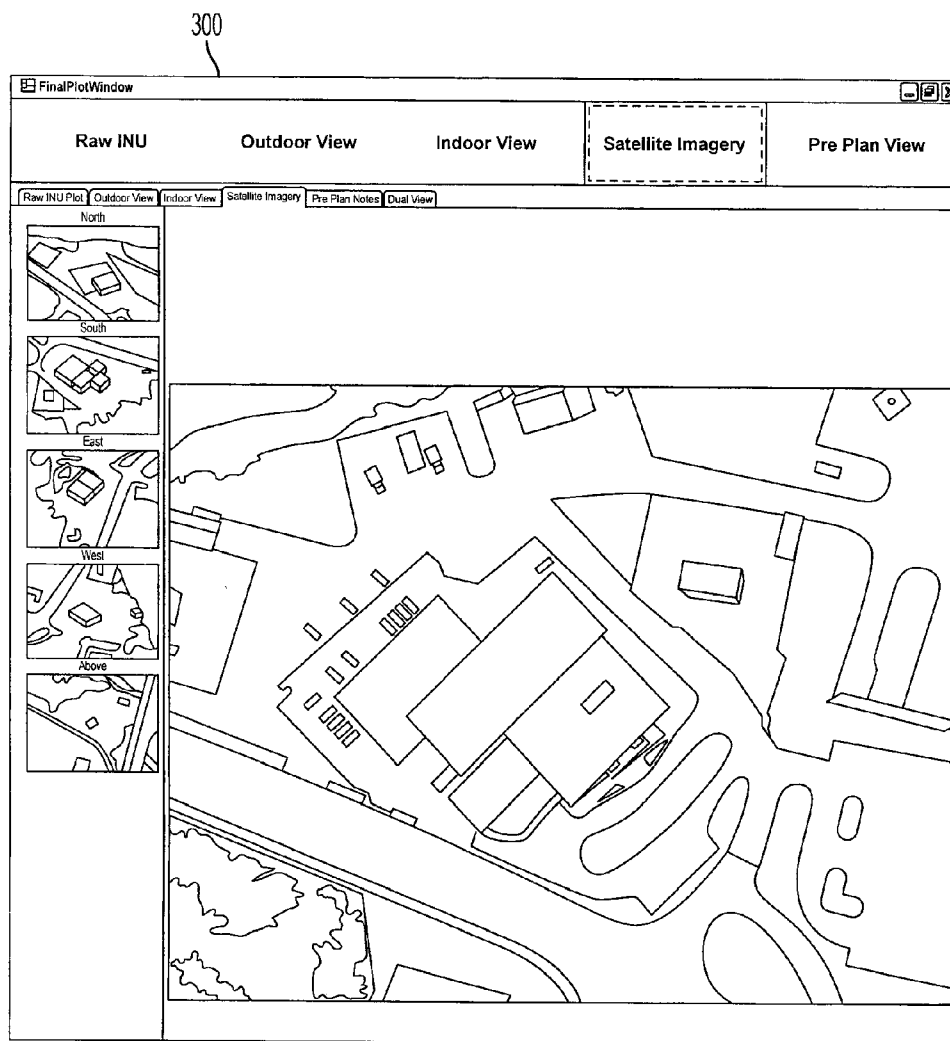 300
FinalPlotWindow
Raw INU Outdoor View Indoor View Satellite Imagery Pre Plan View
Raw INU Plot Outdoor View Indoor View Satellite Imagery Pre Plan Notes Dual View
North
South
East
West
Above